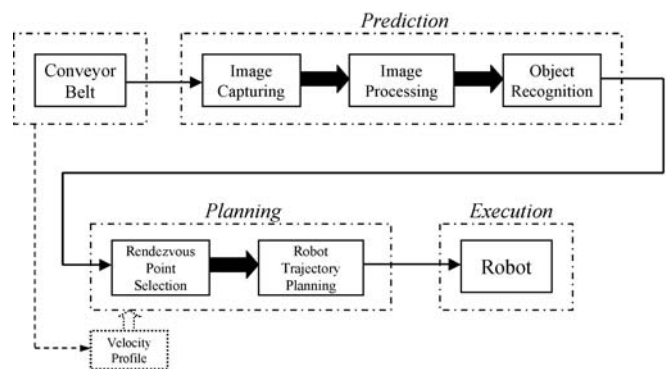 Prediction
Conveyor
Belt
Image
Capturing
Image
Processing
Object
Recognition
Planning
Execution
Rendezvous
Point
Selection
Robot
Trajectory
Planning
Robot
Velocity
Profile